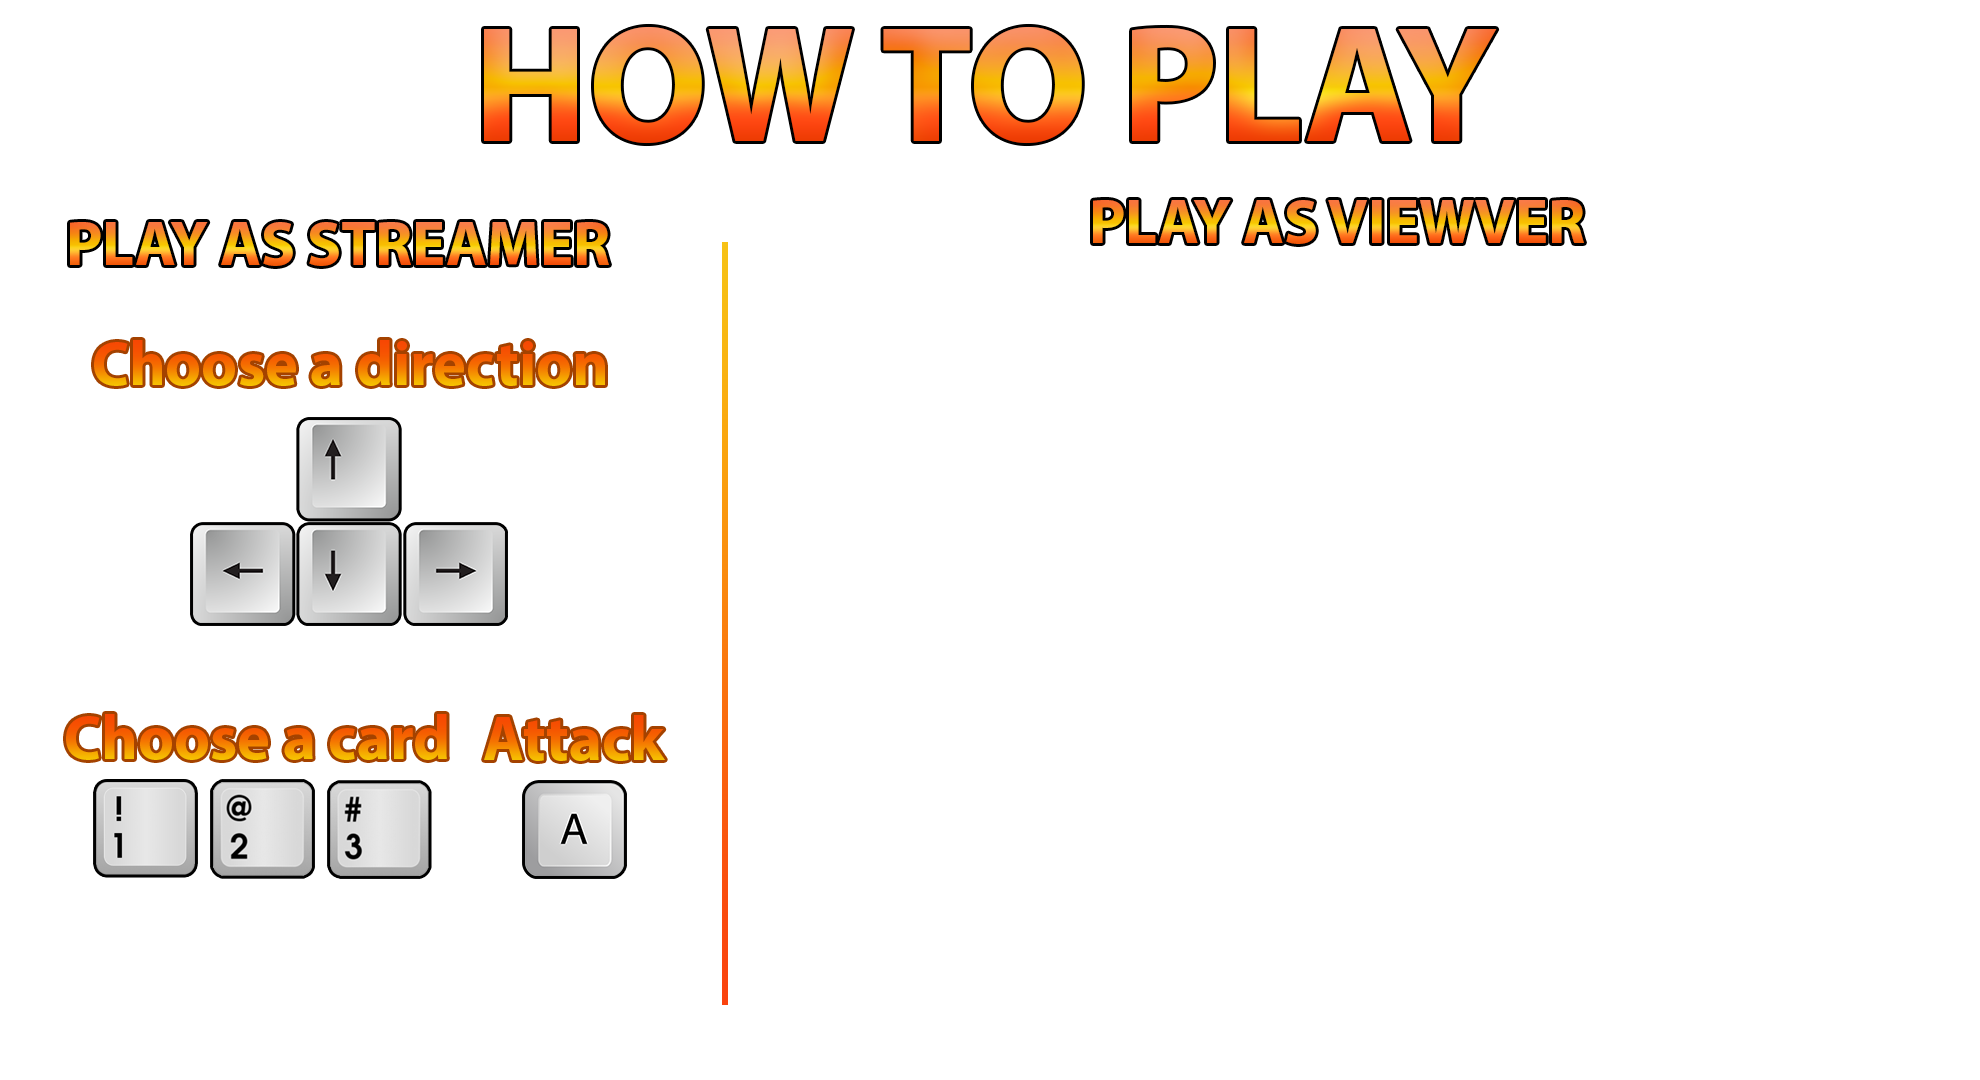 HOW TO PLAY
PLAY AS STREAMER
Choose a direction
↑
← ↓ →
Choose a card
! @ #
1 2 3
Attack
A
PLAY AS VIEWVER